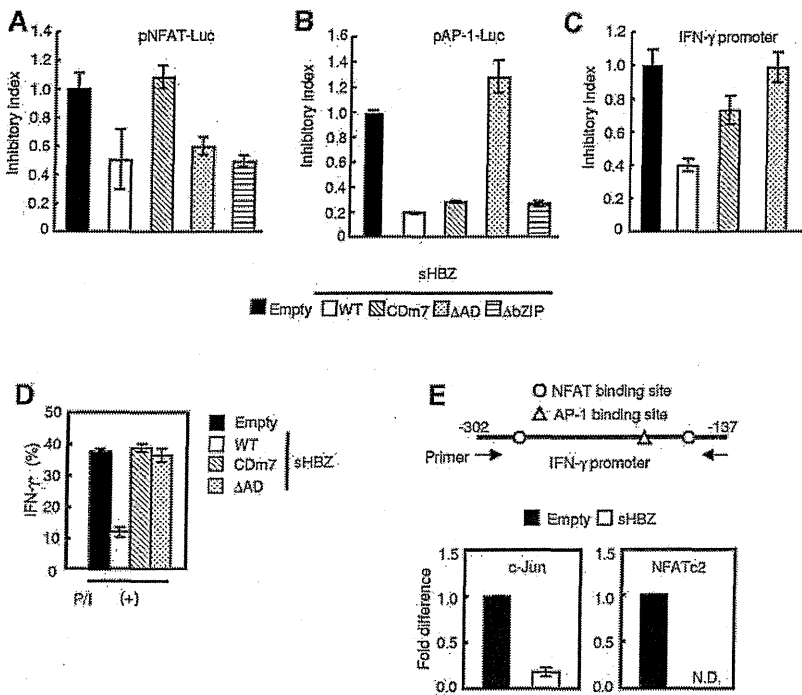 A
pNFAT-Luc
Inhibitory index
1.2
1.0
0.8
0.6
0.4
0.2
B
pAP-1-Luc
Inhibitory index
1.6
1.4
1.2
1.0
0.8
0.6
0.4
0.2
0
C
IFN-γ promoter
Inhibitory index
1.2
1.0
0.8
0.6
0.4
0.2
0
sHBZ
Empty WT CDm7 ΔAD ΔbZIP
D
IFN-γ (%)
50
40
30
20
10
0
P/I (+)
Empty
WT
CDm7
ΔAD
sHBZ
E
NFAT binding site
AP-1 binding site
-302 -137
Primer IFN-γ promoter
Empty sHBZ
Fold difference
1.5
1.0
0.5
0.0
c-Jun
1.5
1.0
0.5
0.0
NFATc2
N.D.